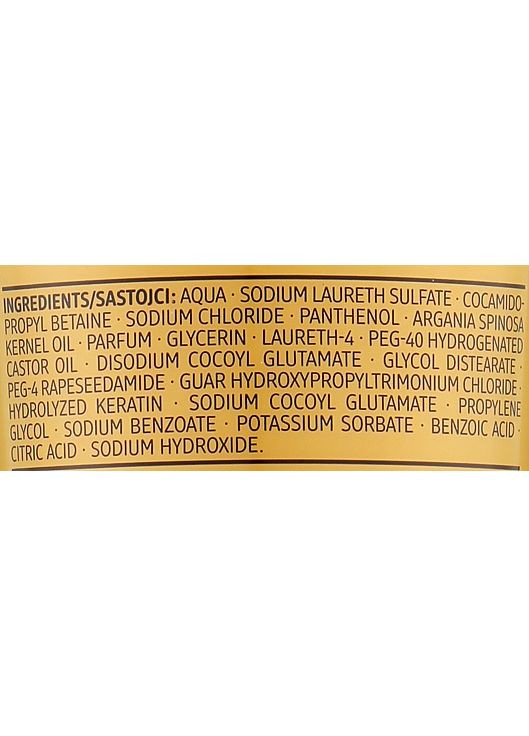 INGREDIENTS/SASTOJCI: AQUA · SODIUM LAURETH SULFATE · COCAMIDO-
PROPYL BETAINE · SODIUM CHLORIDE · PANTHENOL · ARGANIA SPINOSA
KERNEL OIL · PARFUM · GLYCERIN · LAURETH-4 · PEG-40 HYDROGENATED
CASTOR OIL · DISODIUM COCOYL GLUTAMATE · GLYCOL DISTEARATE ·
PEG-4 RAPESEEDAMIDE · GUAR HYDROXYPROPYLTRIMONIUM CHLORIDE ·
HYDROLYZED KERATIN · SODIUM COCOYL GLUTAMATE · PROPYLENE
GLYCOL · SODIUM BENZOATE · POTASSIUM SORBATE · BENZOIC ACID ·
CITRIC ACID · SODIUM HYDROXIDE.